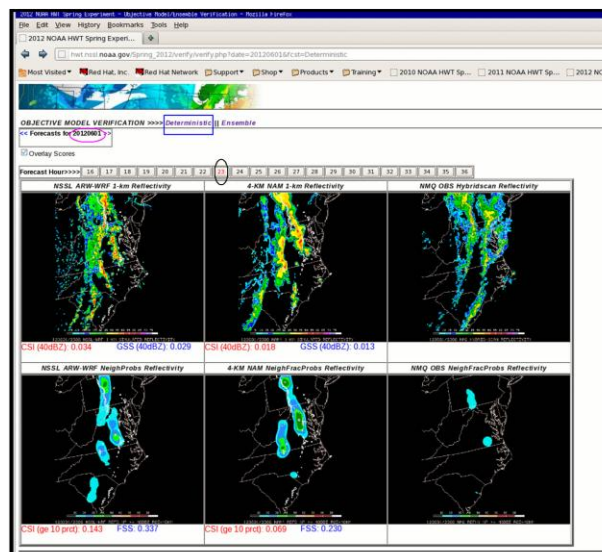 2012 NOAA HWT Spring Experiment - Objective Model/Ensemble Verification - Mozilla Firefox
File Edit View History Bookmarks Tools Help
2012 NOAA HWT Spring Experi...
hwt.nssl.noaa.gov/Spring_2012/verify/verify.php?date=20120601&fcst=Deterministic
Most Visited Red Hat, Inc. Red Hat Network Support Shop Products Training 2010 NOAA HWT Sp... 2011 NOAA HWT Sp... 2012 NO
OBJECTIVE MODEL VERIFICATION >>>> Deterministic || Ensemble
<< Forecasts for 20120601 >>
Overlay Scores
Forecast Hour>>>> 16 17 18 19 20 21 22 23 24 25 26 27 28 29 30 31 32 33 34 35 36
NSSL ARW-WRF 1-km Reflectivity 4-KM NAM 1-km Reflectivity NMQ OBS Hybridscan Reflectivity
CSI (40dBZ): 0.034 GSS (40dBZ): 0.029 CSI (40dBZ): 0.018 GSS (40dBZ): 0.013
NSSL ARW-WRF NeighProbs Reflectivity 4-KM NAM NeighFracProbs Reflectivity NMQ OBS NeighFracProbs Reflectivity
CSI (ge 10 prct): 0.143 FSS: 0.337 CSI (ge 10 prct): 0.069 FSS: 0.230